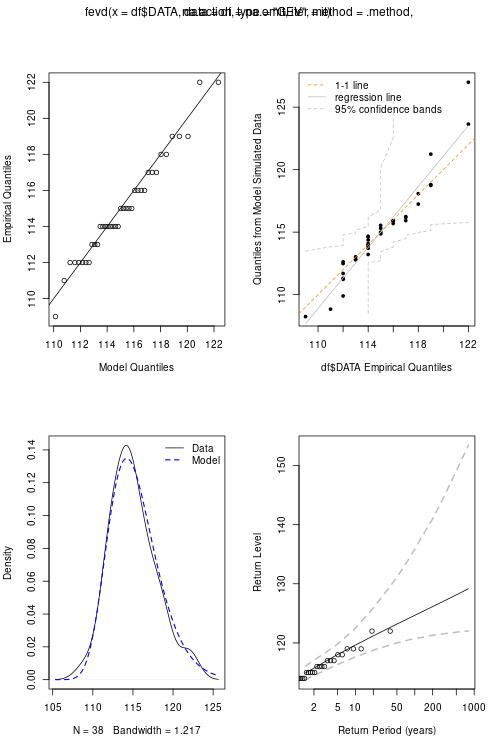 fevd(x = df$DATA, data = df, type = "GEV", method = .method,
122
120
118
116
114
112
110
Empirical Quantiles
110 112 114 116 118 120 122
Model Quantiles
1-1 line
regression line
95% confidence bands
125
120
115
110
Quantiles from Model Simulated Data
110 114 118 122
df$DATA Empirical Quantiles
Data
Model
0.14
0.12
0.10
0.08
0.06
0.04
0.02
0.00
Density
105 110 115 120 125
N = 38 Bandwidth = 1.217
150
140
130
120
Return Level
2 5 10 50 200 1000
Return Period (years)